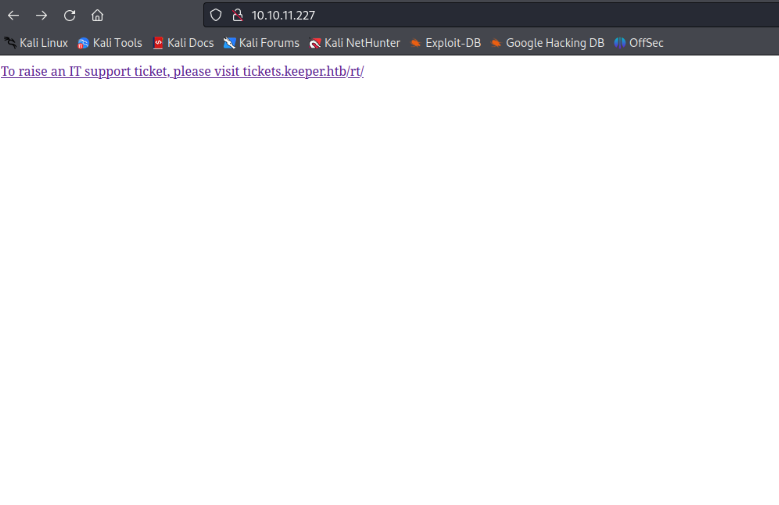 10.10.11.227
Kali Linux Kali Tools Kali Docs Kali Forums Kali NetHunter Exploit-DB Google Hacking DB OffSec
To raise an IT support ticket, please visit tickets.keeper.htb/rt/